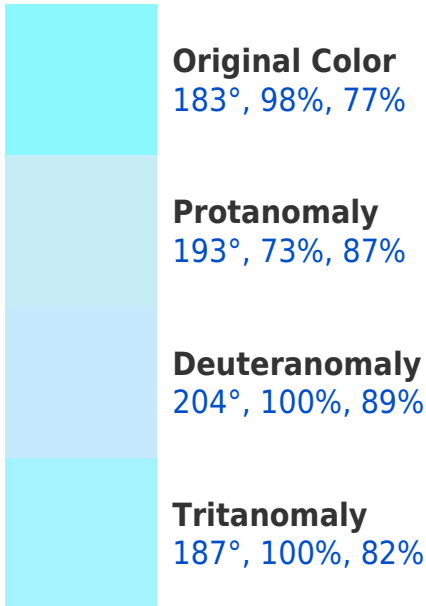 Original Color
183°, 98%, 77%
Protanomaly
193°, 73%, 87%
Deuteranomaly
204°, 100%, 89%
Tritanomaly
187°, 100%, 82%